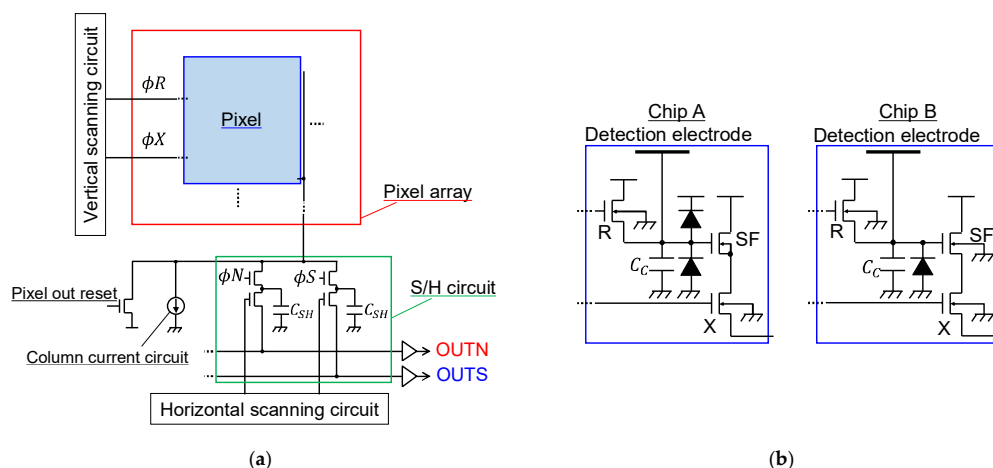 Vertical scanning circuit
ϕR
ϕX
Pixel
Pixel array
Pixel out reset
Column current circuit
ϕN
ϕS
C_SH
C_SH
S/H circuit
OUTN
OUTS
Horizontal scanning circuit
(a)
Chip A
Detection electrode
R
SF
C_C
X
Chip B
Detection electrode
R
SF
C_C
X
(b)